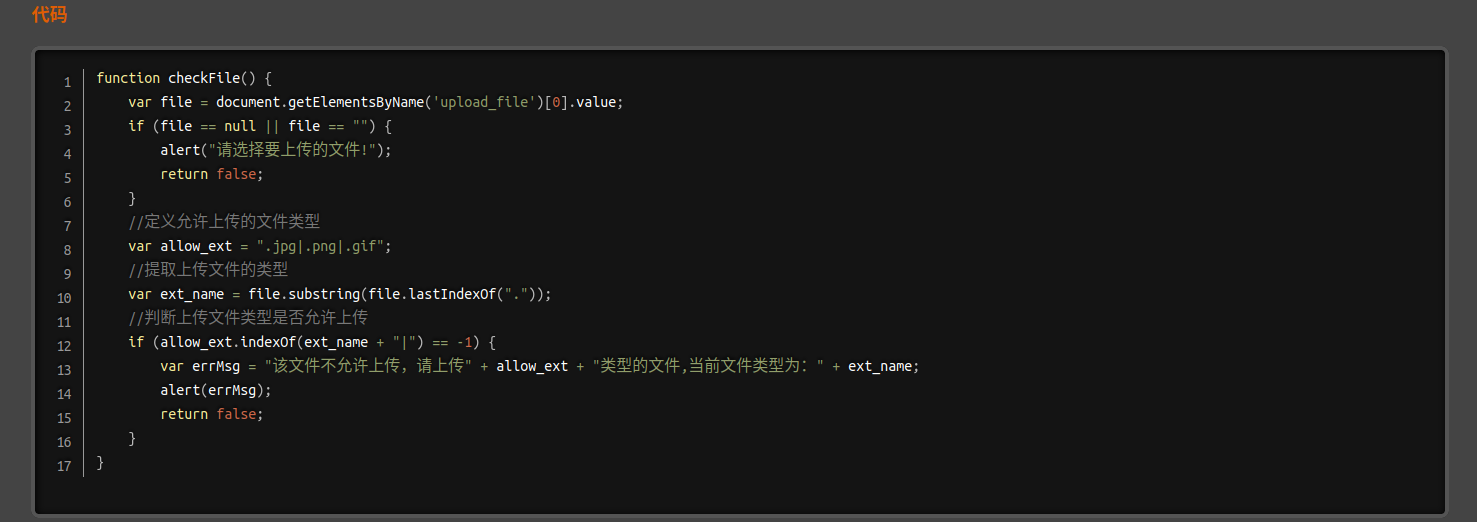 代码
1 function checkFile() {
2     var file = document.getElementsByName('upload_file')[0].value;
3     if (file == null || file == "") {
4         alert("请选择要上传的文件!");
5         return false;
6     }
7     //定义允许上传的文件类型
8     var allow_ext = ".jpg|.png|.gif";
9     //提取上传文件的类型
10     var ext_name = file.substring(file.lastIndexOf("."));
11     //判断上传文件类型是否允许上传
12     if (allow_ext.indexOf(ext_name + "|") == -1) {
13         var errMsg = "该文件不允许上传，请上传" + allow_ext + "类型的文件,当前文件类型为：" + ext_name;
14         alert(errMsg);
15         return false;
16     }
17 }